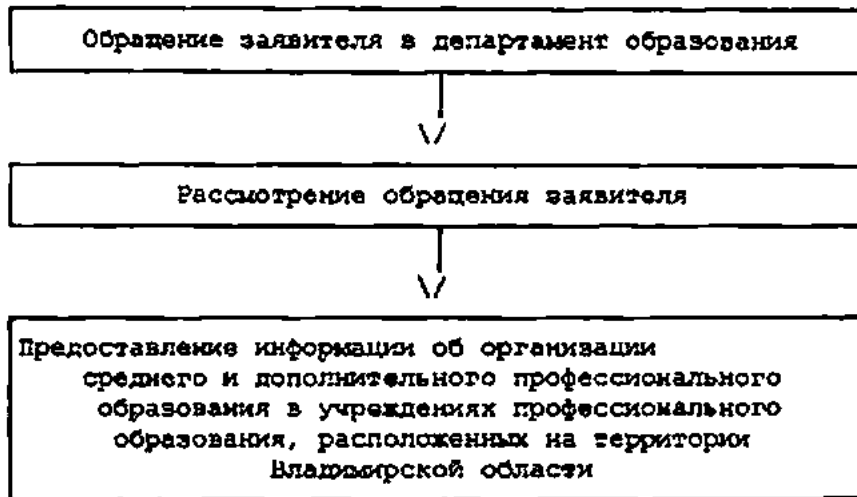 Обращение заявителя в департамент образования
Рассмотрение обращения заявителя
Предоставление информации об организации
среднего и дополнительного профессионального
образования в учреждениях профессионального
образования, расположенных на территории
Владимирской области